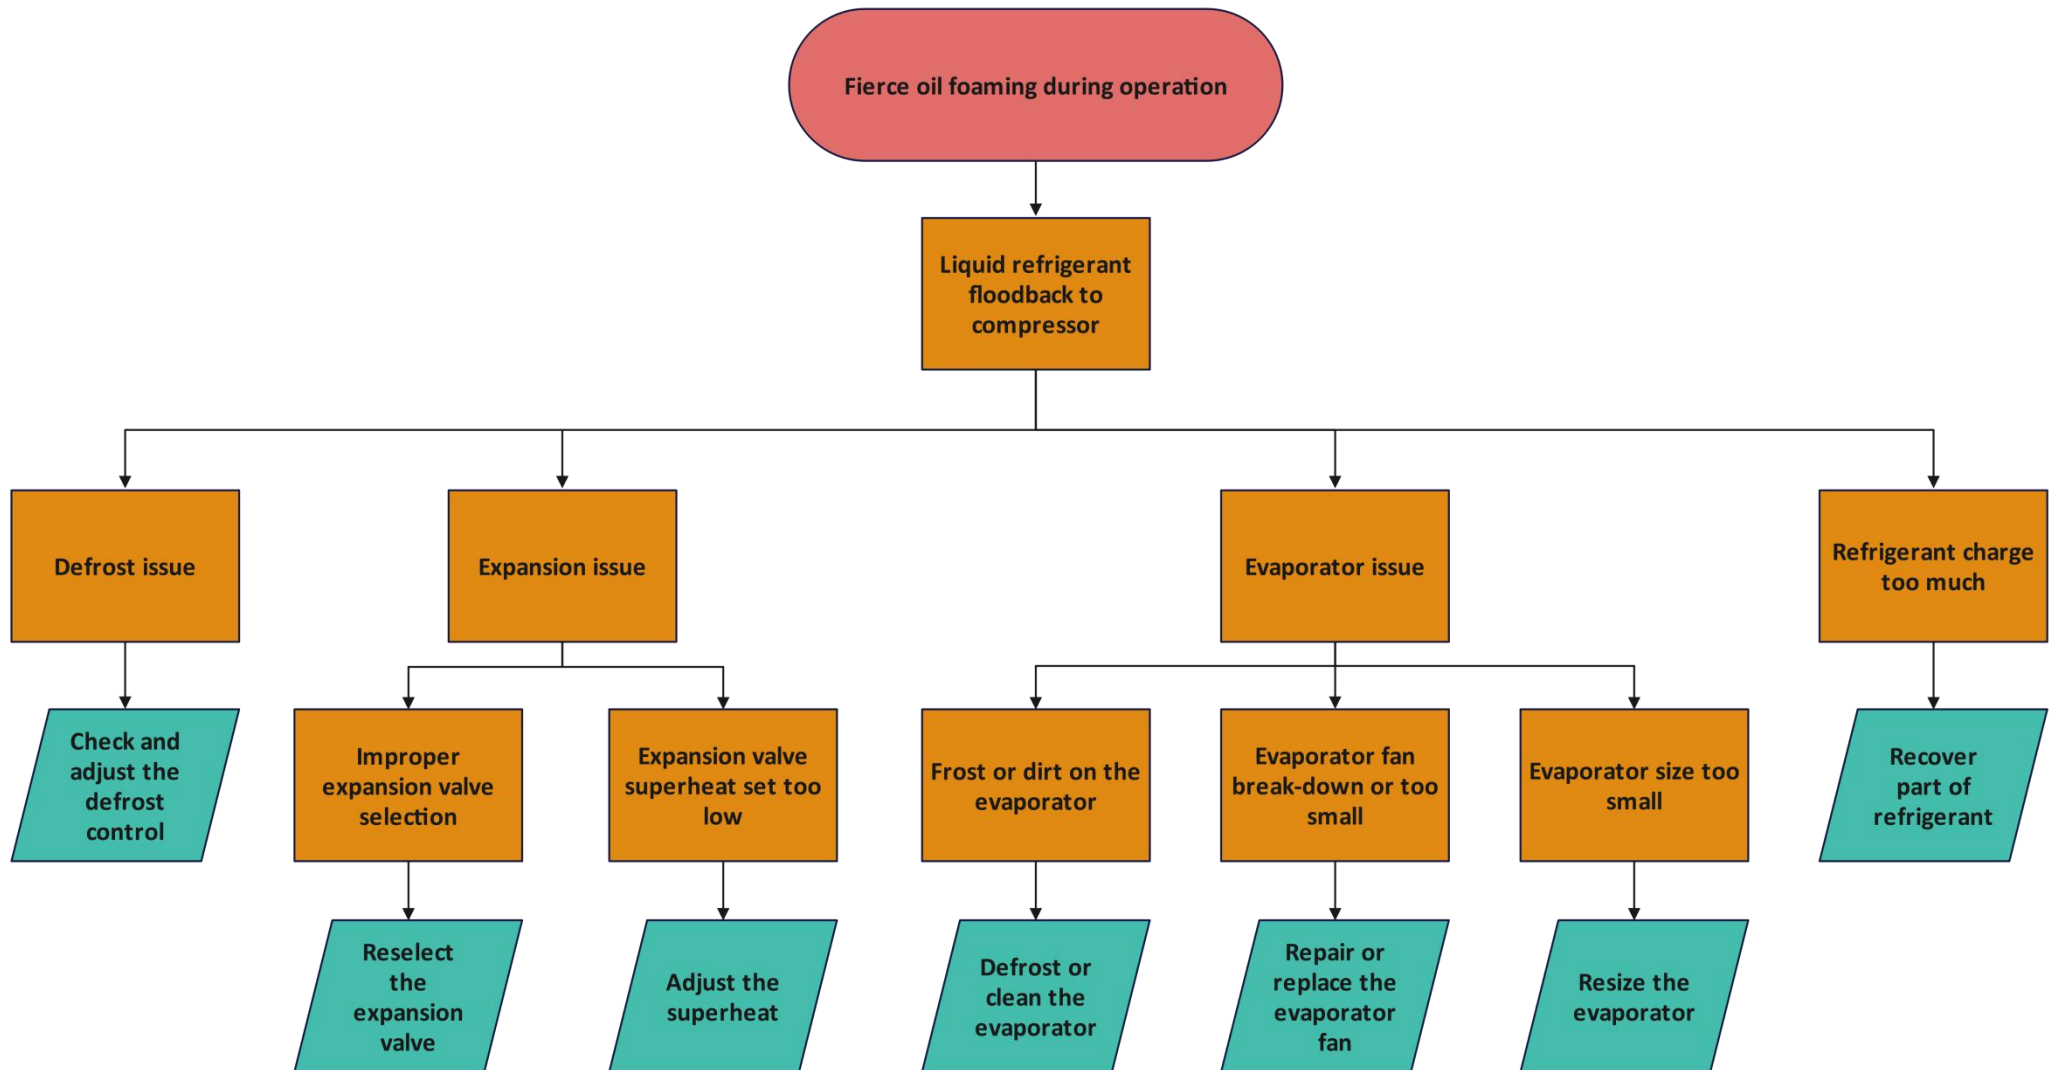 Fierce oil foaming during operation
Liquid refrigerant
floodback to
compressor
Defrost issue
Expansion issue
Evaporator issue
Refrigerant charge
too much
Check and
adjust the
defrost
control
Improper
expansion valve
selection
Expansion valve
superheat set too
low
Frost or dirt on the
evaporator
Evaporator fan
break-down or too
small
Evaporator size too
small
Recover
part of
refrigerant
Reselect
the
expansion
valve
Adjust the
superheat
Defrost or
clean the
evaporator
Repair or
replace the
evaporator
fan
Resize the
evaporator